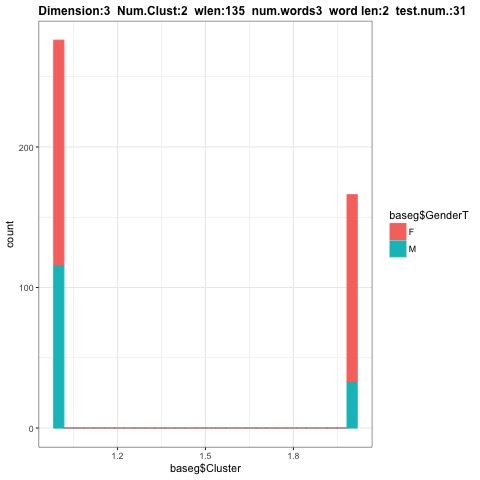 Dimension:3  Num.Clust:2  wlen:135  num.words3  word len:2  test.num.:31
count
200
100
0
1.2
1.5
1.8
baseg$Cluster
baseg$GenderT
F
M